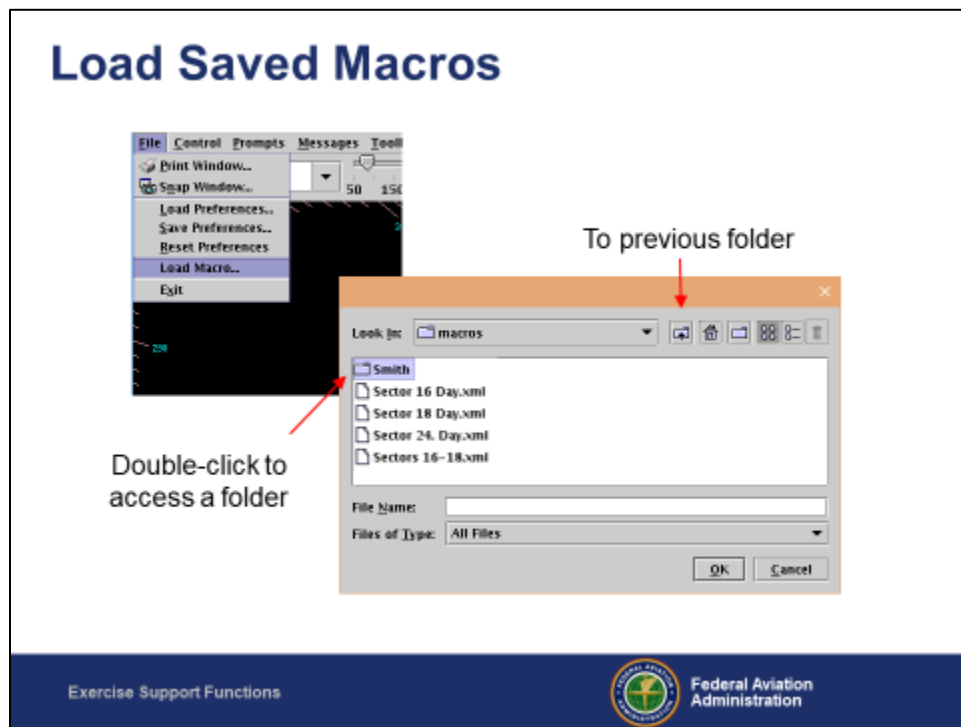 Load Saved Macros
File Control Prompts Messages
Print Window...
Snap Window...
50 150
Load Preferences...
Save Preferences...
Reset Preferences
Load Macro...
Exit
To previous folder
Look In: macros
Smith
Sector 16 Day.xml
Sector 18 Day.xml
Sector 24. Day.xml
Sectors 16-18.xml
Double-click to
access a folder
File Name:
Files of Type: All Files
OK Cancel
Exercise Support Functions
Federal Aviation
Administration